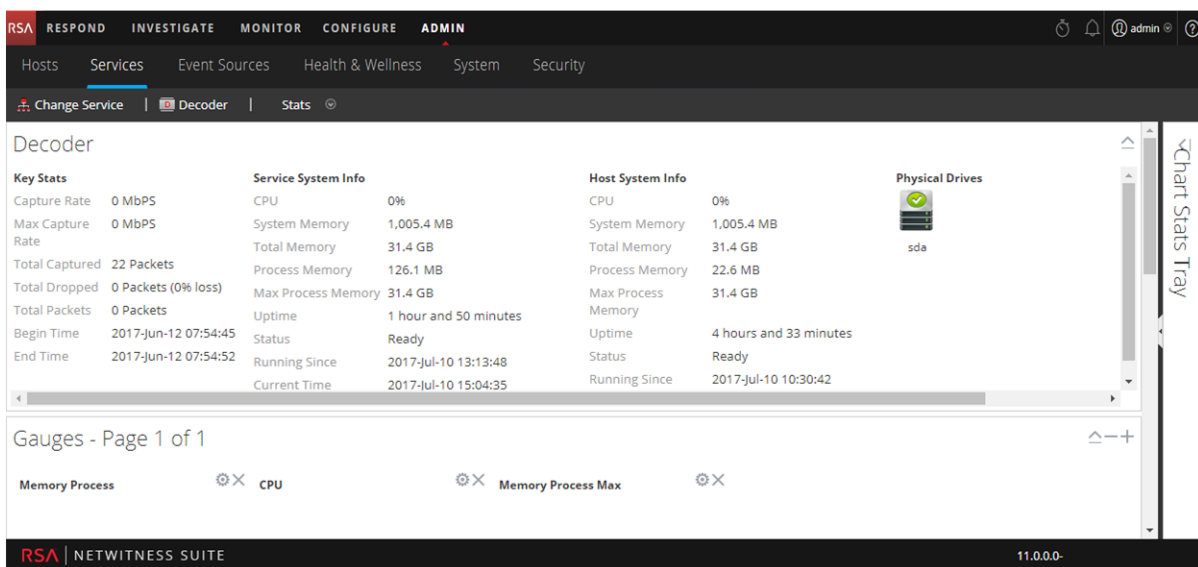 RSA RESPOND INVESTIGATE MONITOR CONFIGURE ADMIN admin
Hosts Services Event Sources Health & Wellness System Security
Change Service | Decoder | Stats
Decoder
Key Stats
Capture Rate 0 MbPS
Max Capture Rate 0 MbPS
Total Captured 22 Packets
Total Dropped 0 Packets (0% loss)
Total Packets 0 Packets
Begin Time 2017-Jun-12 07:54:45
End Time 2017-Jun-12 07:54:52
Service System Info
CPU 0%
System Memory 1,005.4 MB
Total Memory 31.4 GB
Process Memory 126.1 MB
Max Process Memory 31.4 GB
Uptime 1 hour and 50 minutes
Status Ready
Running Since 2017-Jul-10 13:13:48
Current Time 2017-Jul-10 15:04:35
Host System Info
CPU 0%
System Memory 1,005.4 MB
Total Memory 31.4 GB
Process Memory 22.6 MB
Max Process Memory 31.4 GB
Uptime 4 hours and 33 minutes
Status Ready
Running Since 2017-Jul-10 10:30:42
Physical Drives
sda
Chart Stats Tray
Gauges - Page 1 of 1
Memory Process CPU Memory Process Max
RSA | NETWITNESS SUITE 11.0.0.0-